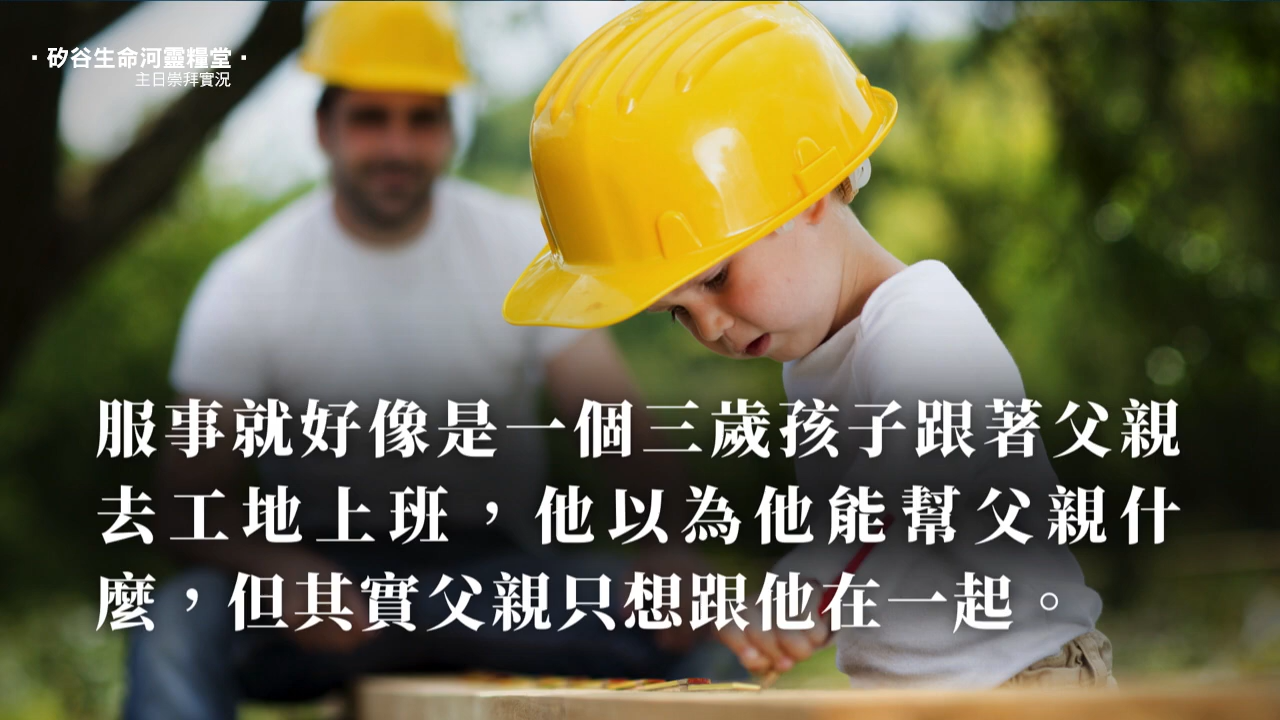 ·矽谷生命河靈糧堂·
主日崇拜實況
服事就好像是一個三歲孩子跟著父親
去工地上班，他以為他能幫父親什
麼，但其實父親只想跟他在一起。